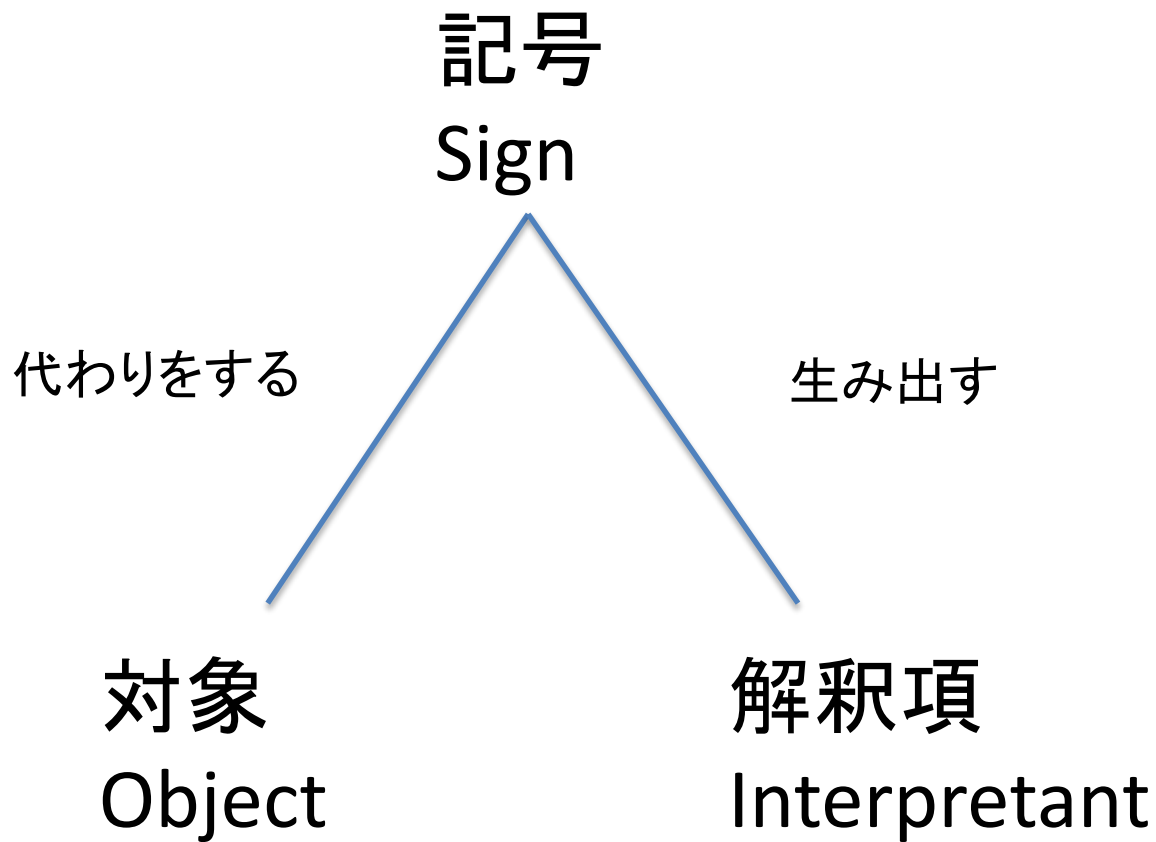 記号
Sign
代わりをする
生み出す
対象
Object
解釈項
Interpretant